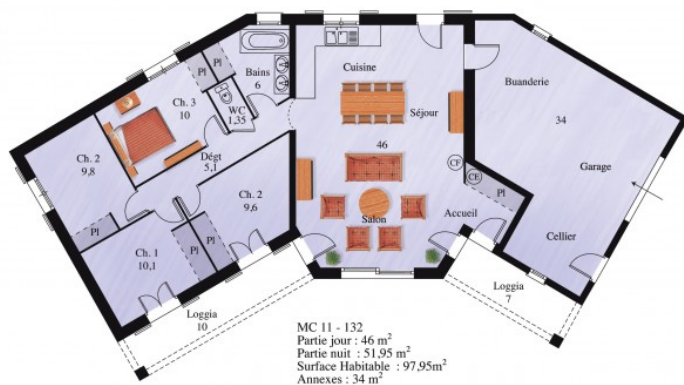 Pl
Pl
Bains
6
Cuisine
Buanderie
Ch. 3
10
WC
1,35
Séjour
34
Ch. 2
9,8
Dégt
5,1
46
CF
Garage
Ch. 2
9,6
CE
Pl
Salon
Accueil
Cellier
Pl
Ch. 1
10,1
Pl
Pl
Loggia
10
Loggia
7
MC 11 - 132
Partie jour : 46 m²
Partie nuit : 51,95 m²
Surface Habitable : 97,95m²
Annexes : 34 m²